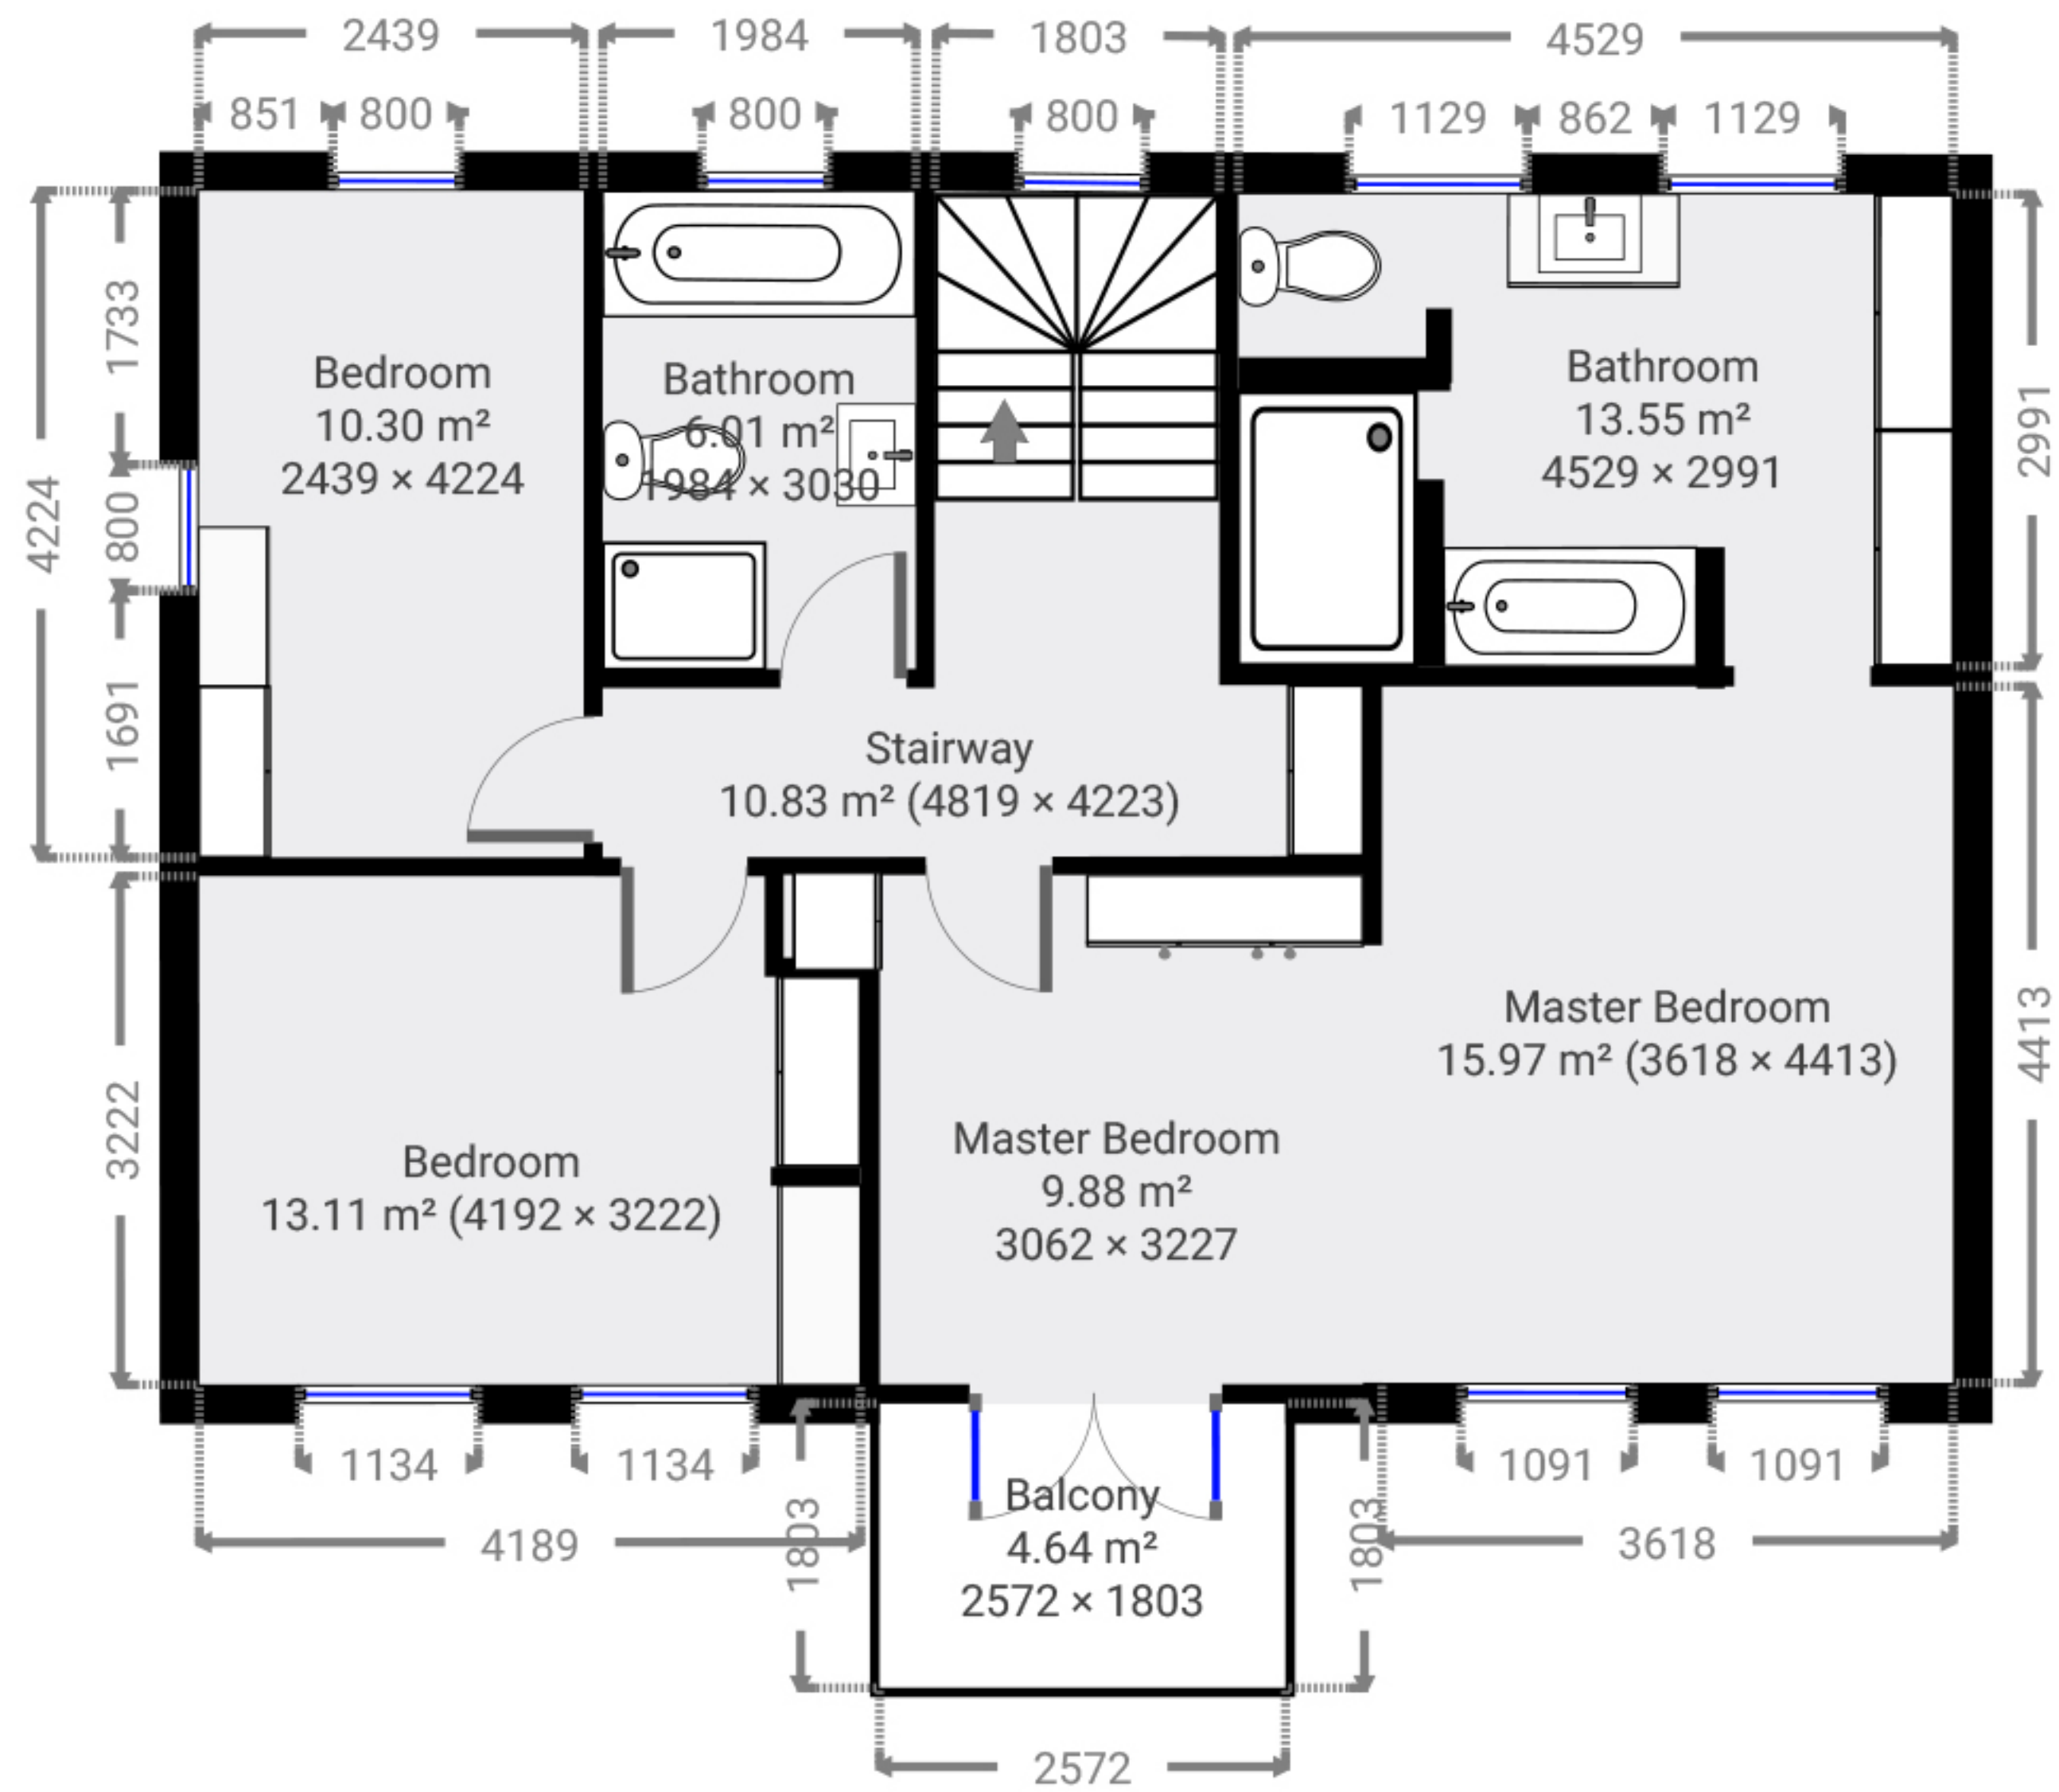 2439 1984 1803 4529
851 800 800 800 1129 862 1129
4224
1733
800
1691
3222
Bedroom
10.30 m²
2439 × 4224
Bathroom
6.01 m²
1984 × 3030
Bathroom
13.55 m²
4529 × 2991
2991
4413
Stairway
10.83 m² (4819 × 4223)
Master Bedroom
15.97 m² (3618 × 4413)
Master Bedroom
9.88 m²
3062 × 3227
Bedroom
13.11 m² (4192 × 3222)
1134 1134 1091 1091
4189 1803 1803 3618
Balcony
4.64 m²
2572 × 1803
2572